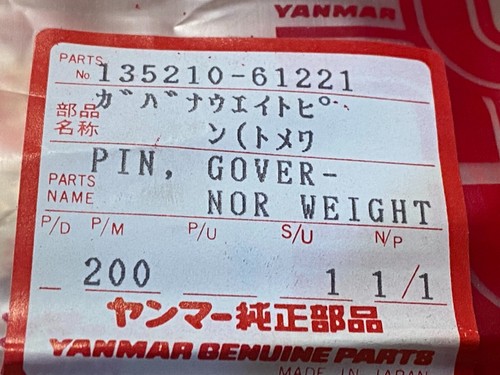 YANMAR
PARTS No 135210-61221
部品名称 ガバナウエイトピ
ン(トメワ
PARTS NAME PIN, GOVER-
NOR WEIGHT
P/D P/M P/U S/U N/P
200 1 1/1
ヤンマー純正部品
YANMAR GENUINE PARTS
MADE IN JAPAN